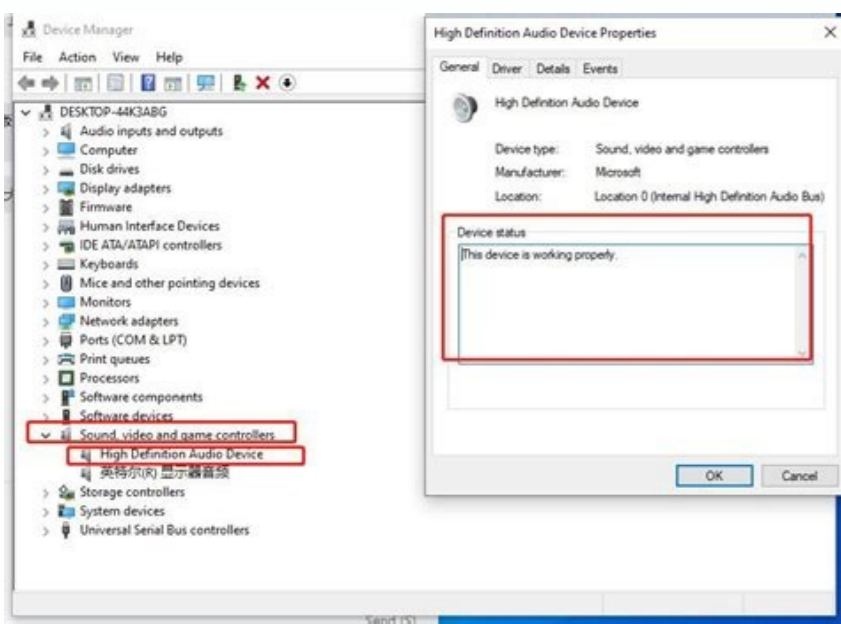 Device Manager
File Action View Help
DESKTOP-44K3ABG
Audio inputs and outputs
Computer
Disk drives
Display adapters
Firmware
Human Interface Devices
IDE ATA/ATAPI controllers
Keyboards
Mice and other pointing devices
Monitors
Network adapters
Ports (COM & LPT)
Print queues
Processors
Software components
Software devices
Sound, video and game controllers
High Definition Audio Device
英特尔(R) 显示器音频
Storage controllers
System devices
Universal Serial Bus controllers
High Definition Audio Device Properties
General Driver Details Events
High Definition Audio Device
Device type: Sound, video and game controllers
Manufacturer: Microsoft
Location: Location 0 (Internal High Definition Audio Bus)
Device status
This device is working properly.
OK Cancel
Send (S)